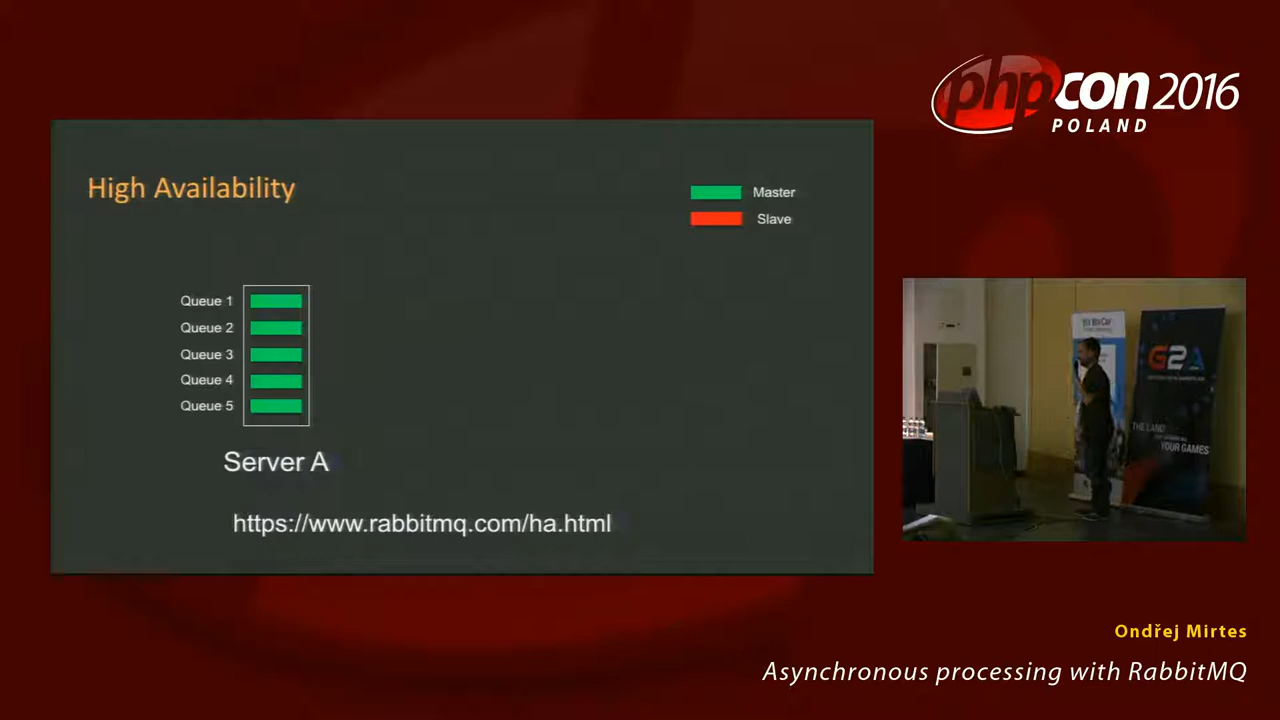 phpcon 2016
POLAND
High Availability
Master
Slave
Queue 1
Queue 2
Queue 3
Queue 4
Queue 5
Server A
https://www.rabbitmq.com/ha.html
G2A
THE LAND
YOUR GAMES
Ondřej Mirtes
Asynchronous processing with RabbitMQ